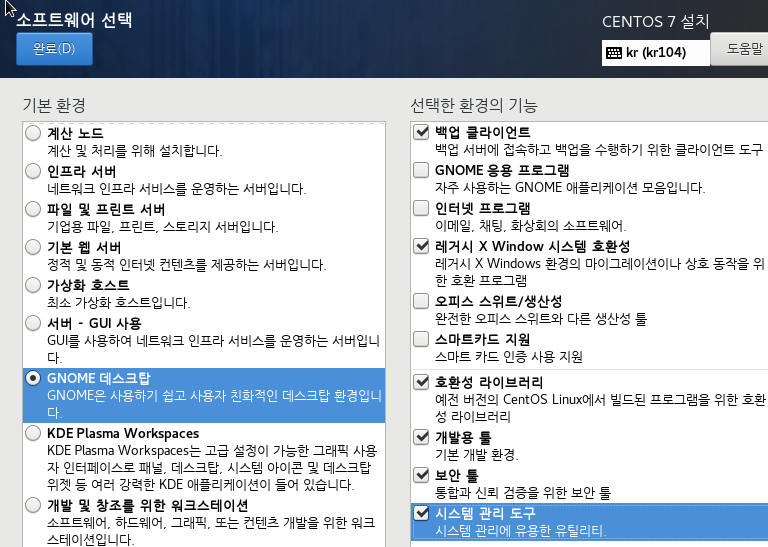 소프트웨어 선택
CENTOS 7 설치
완료(D)
kr (kr104)
도움말
기본 환경
계산 노드
계산 및 처리를 위해 설치합니다.
인프라 서버
네트워크 인프라 서비스를 운영하는 서버입니다.
파일 및 프린트 서버
기업용 파일, 프린트, 스토리지 서버입니다.
기본 웹 서버
정적 및 동적 인터넷 컨텐츠를 제공하는 서버입니다.
가상화 호스트
최소 가상화 호스트입니다.
서버 - GUI 사용
GUI를 사용하여 네트워크 인프라 서비스를 운영하는 서버입니
다.
GNOME 데스크탑
GNOME은 사용하기 쉽고 사용자 친화적인 데스크탑 환경입니
다.
KDE Plasma Workspaces
KDE Plasma Workspaces는 고급 설정이 가능한 그래픽 사용
자 인터페이스로 패널, 데스크탑, 시스템 아이콘 및 데스크탑
위젯 등 여러 강력한 KDE 애플리케이션이 들어 있습니다.
개발 및 창조를 위한 워크스테이션
소프트웨어, 하드웨어, 그래픽, 또는 컨텐츠 개발을 위한 워크
스테이션입니다.
선택한 환경의 기능
백업 클라이언트
백업 서버에 접속하고 백업을 수행하기 위한 클라이언트 도구
GNOME 응용 프로그램
자주 사용하는 GNOME 애플리케이션 모음입니다.
인터넷 프로그램
이메일, 채팅, 화상회의 소프트웨어.
레거시 X Window 시스템 호환성
레거시 X Windows 환경의 마이그레이션이나 상호 동작을 위
한 호환 프로그램
오피스 스위트/생산성
완전한 오피스 스위트와 다른 생산성 툴
스마트카드 지원
스마트 카드 인증 사용 지원
호환성 라이브러리
예전 버전의 CentOS Linux에서 빌드된 프로그램을 위한 호환
성 라이브러리
개발용 툴
기본 개발 환경.
보안 툴
통합과 신뢰 검증을 위한 보안 툴
시스템 관리 도구
시스템 관리에 유용한 유틸리티.